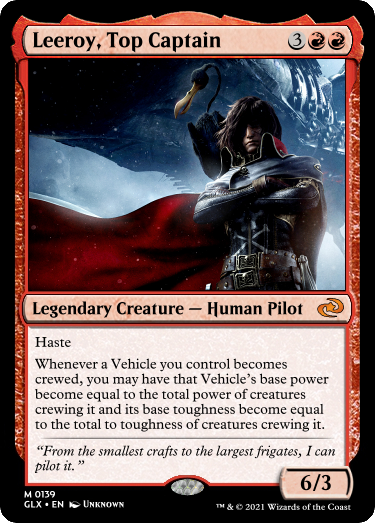 Leeroy, Top Captain 3
Legendary Creature — Human Pilot
Haste
Whenever a Vehicle you control becomes
crewed, you may have that Vehicle's base power
become equal to the total power of creatures
crewing it and its base toughness become equal
to the total to toughness of creatures crewing it.
"From the smallest crafts to the largest frigates, I can
pilot it."
6/3
M 0139
GLX • EN Unknown
™ & © 2021 Wizards of the Coast